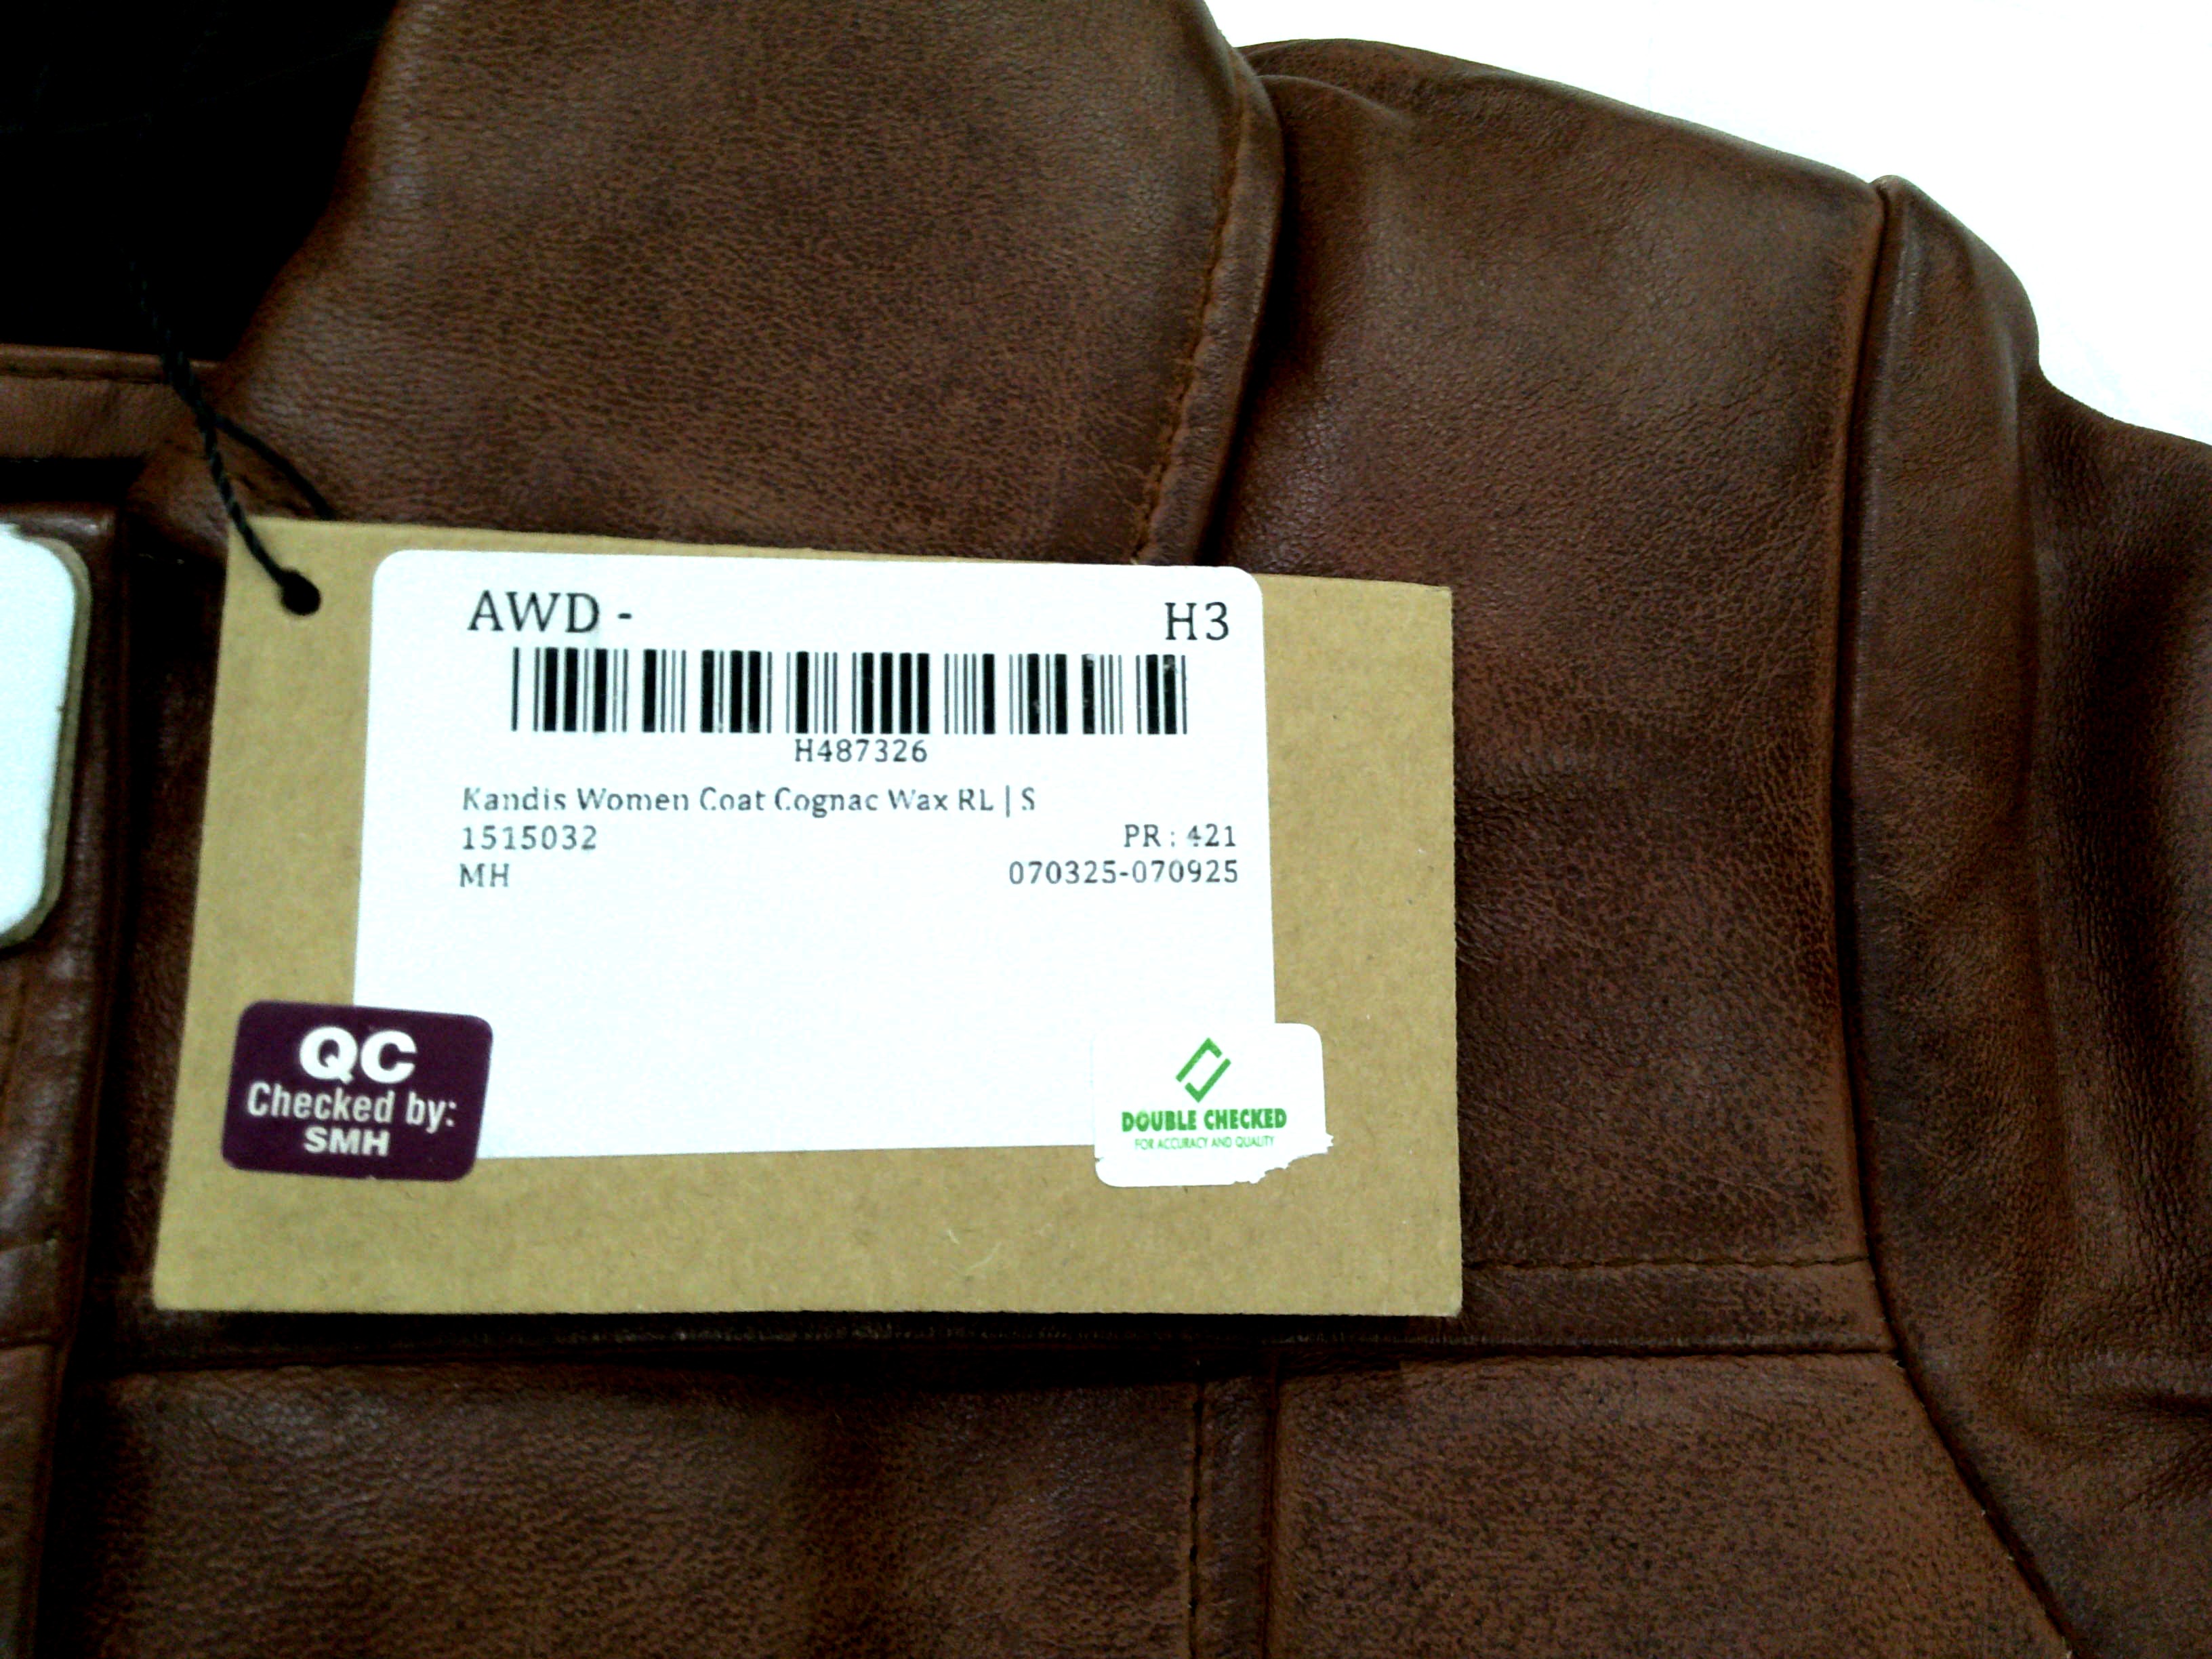 AWD - H3
H487326
Kandis Women Coat Cognac Wax RL | S
1515032 PR : 421
MH 070325-070925
QC
Checked by:
SMH
DOUBLE CHECKED
FOR ACCURACY AND QUALITY